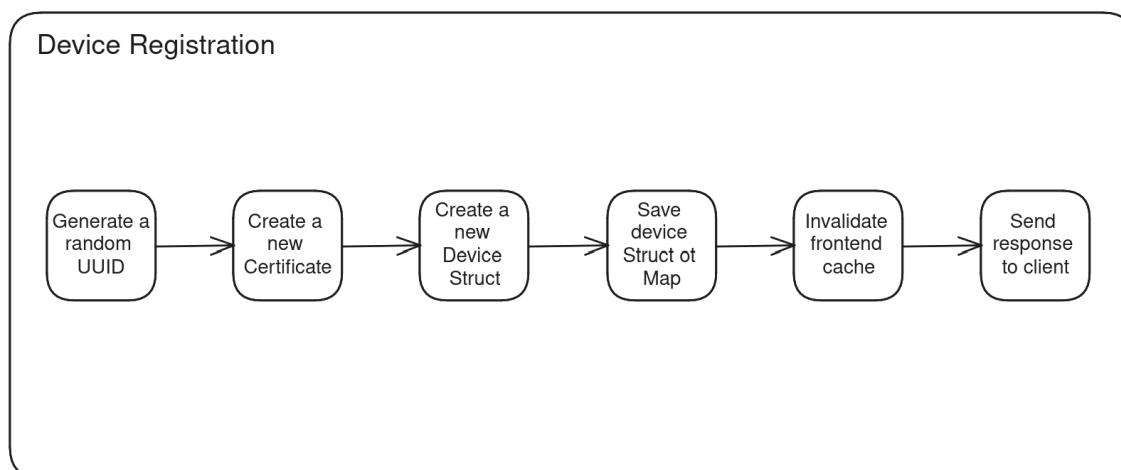 Device Registration
Generate a
random
UUID
Create a
new
Certificate
Create a
new
Device
Struct
Save
device
Struct ot
Map
Invalidate
frontend
cache
Send
response
to client